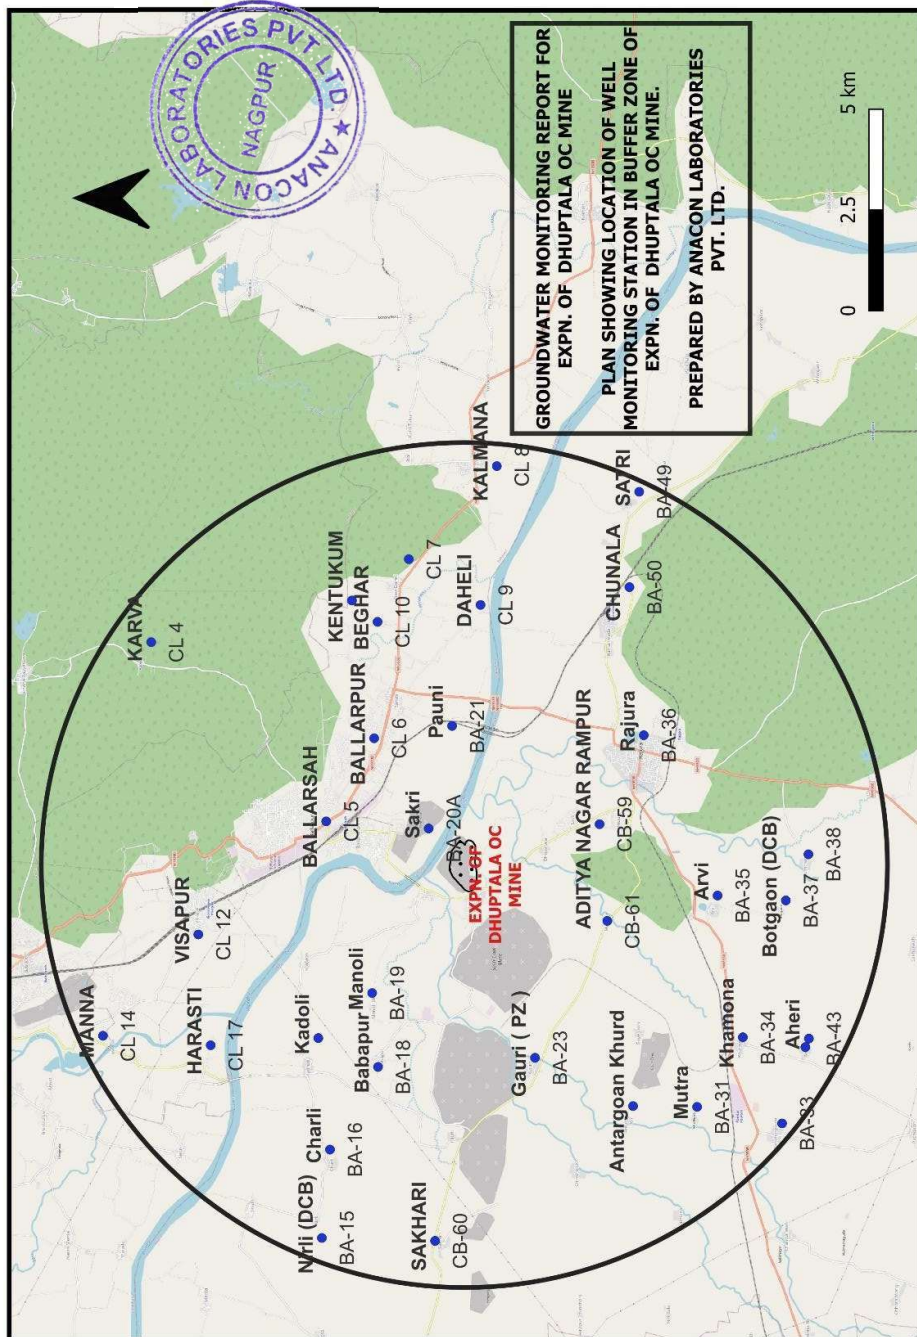 ANACON LABORATORIES PVT. LTD.
NAGPUR
GROUNDWATER MONITORING REPORT FOR
EXPN. OF DHUPTALA OC MINE
PLAN SHOWING LOCATION OF WELL
MONITORING STATION IN BUFFER ZONE OF
EXPN. OF DHUPTALA OC MINE.
PREPARED BY ANACON LABORATORIES
PVT. LTD.
0 2.5 5 km
MANNA
CL 14
VISAPUR
CL 12
HARASTI
CL 17
KARVA
CL 4
Nirli (DCB)
BA-15
Charli
BA-16
Kadoli
Babapur
BA-18
Manoli
BA-19
BALLARSAH
CL 5
BALLARPUR
CL 6
KENTUKUM
BEGHAR
CL 10
CL 7
KALMANA
CL 8
SAKHARI
CB-60
Sakri
BA-20A
Pauni
BA-21
DAHELI
CL 9
EXPN. OF
DHUPTALA OC
MINE
Gauri ( PZ )
BA-23
ADITYA NAGAR RAMPUR
CB-61
CB-59
Antargoan Khurd
Mutra
BA-31
Rajura
BA-36
CHUNALA
BA-50
SATRI
BA-49
Khamona
BA-34
Arvi
BA-35
BA-33
Aheri
BA-43
Botgaon (DCB)
BA-37
BA-38